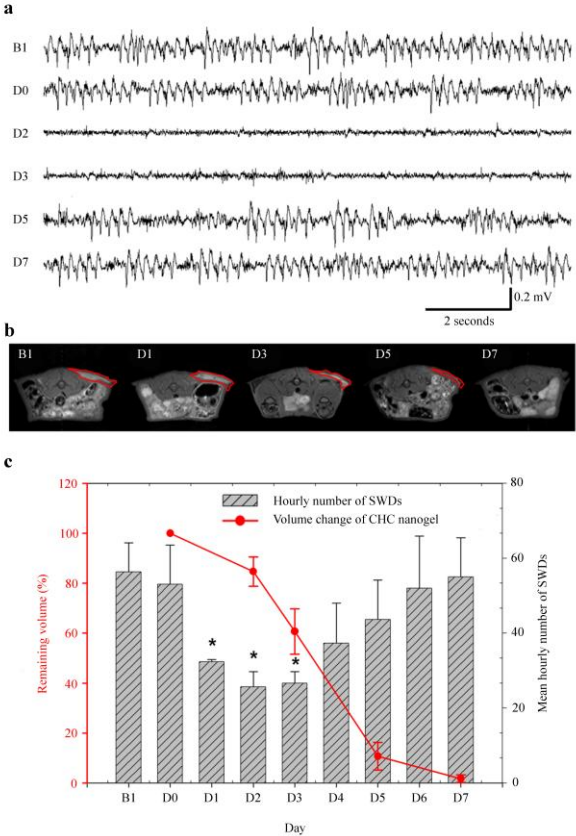 a
B1
D0
D2
D3
D5
D7
0.2 mV
2 seconds
b
B1 D1 D3 D5 D7
c
120
100
80
60
40
20
0
Remaining volume (%)
80
60
40
20
0
Mean hourly number of SWDs
Hourly number of SWDs
Volume change of CHC nanogel
* * *
B1 D0 D1 D2 D3 D4 D5 D6 D7
Day